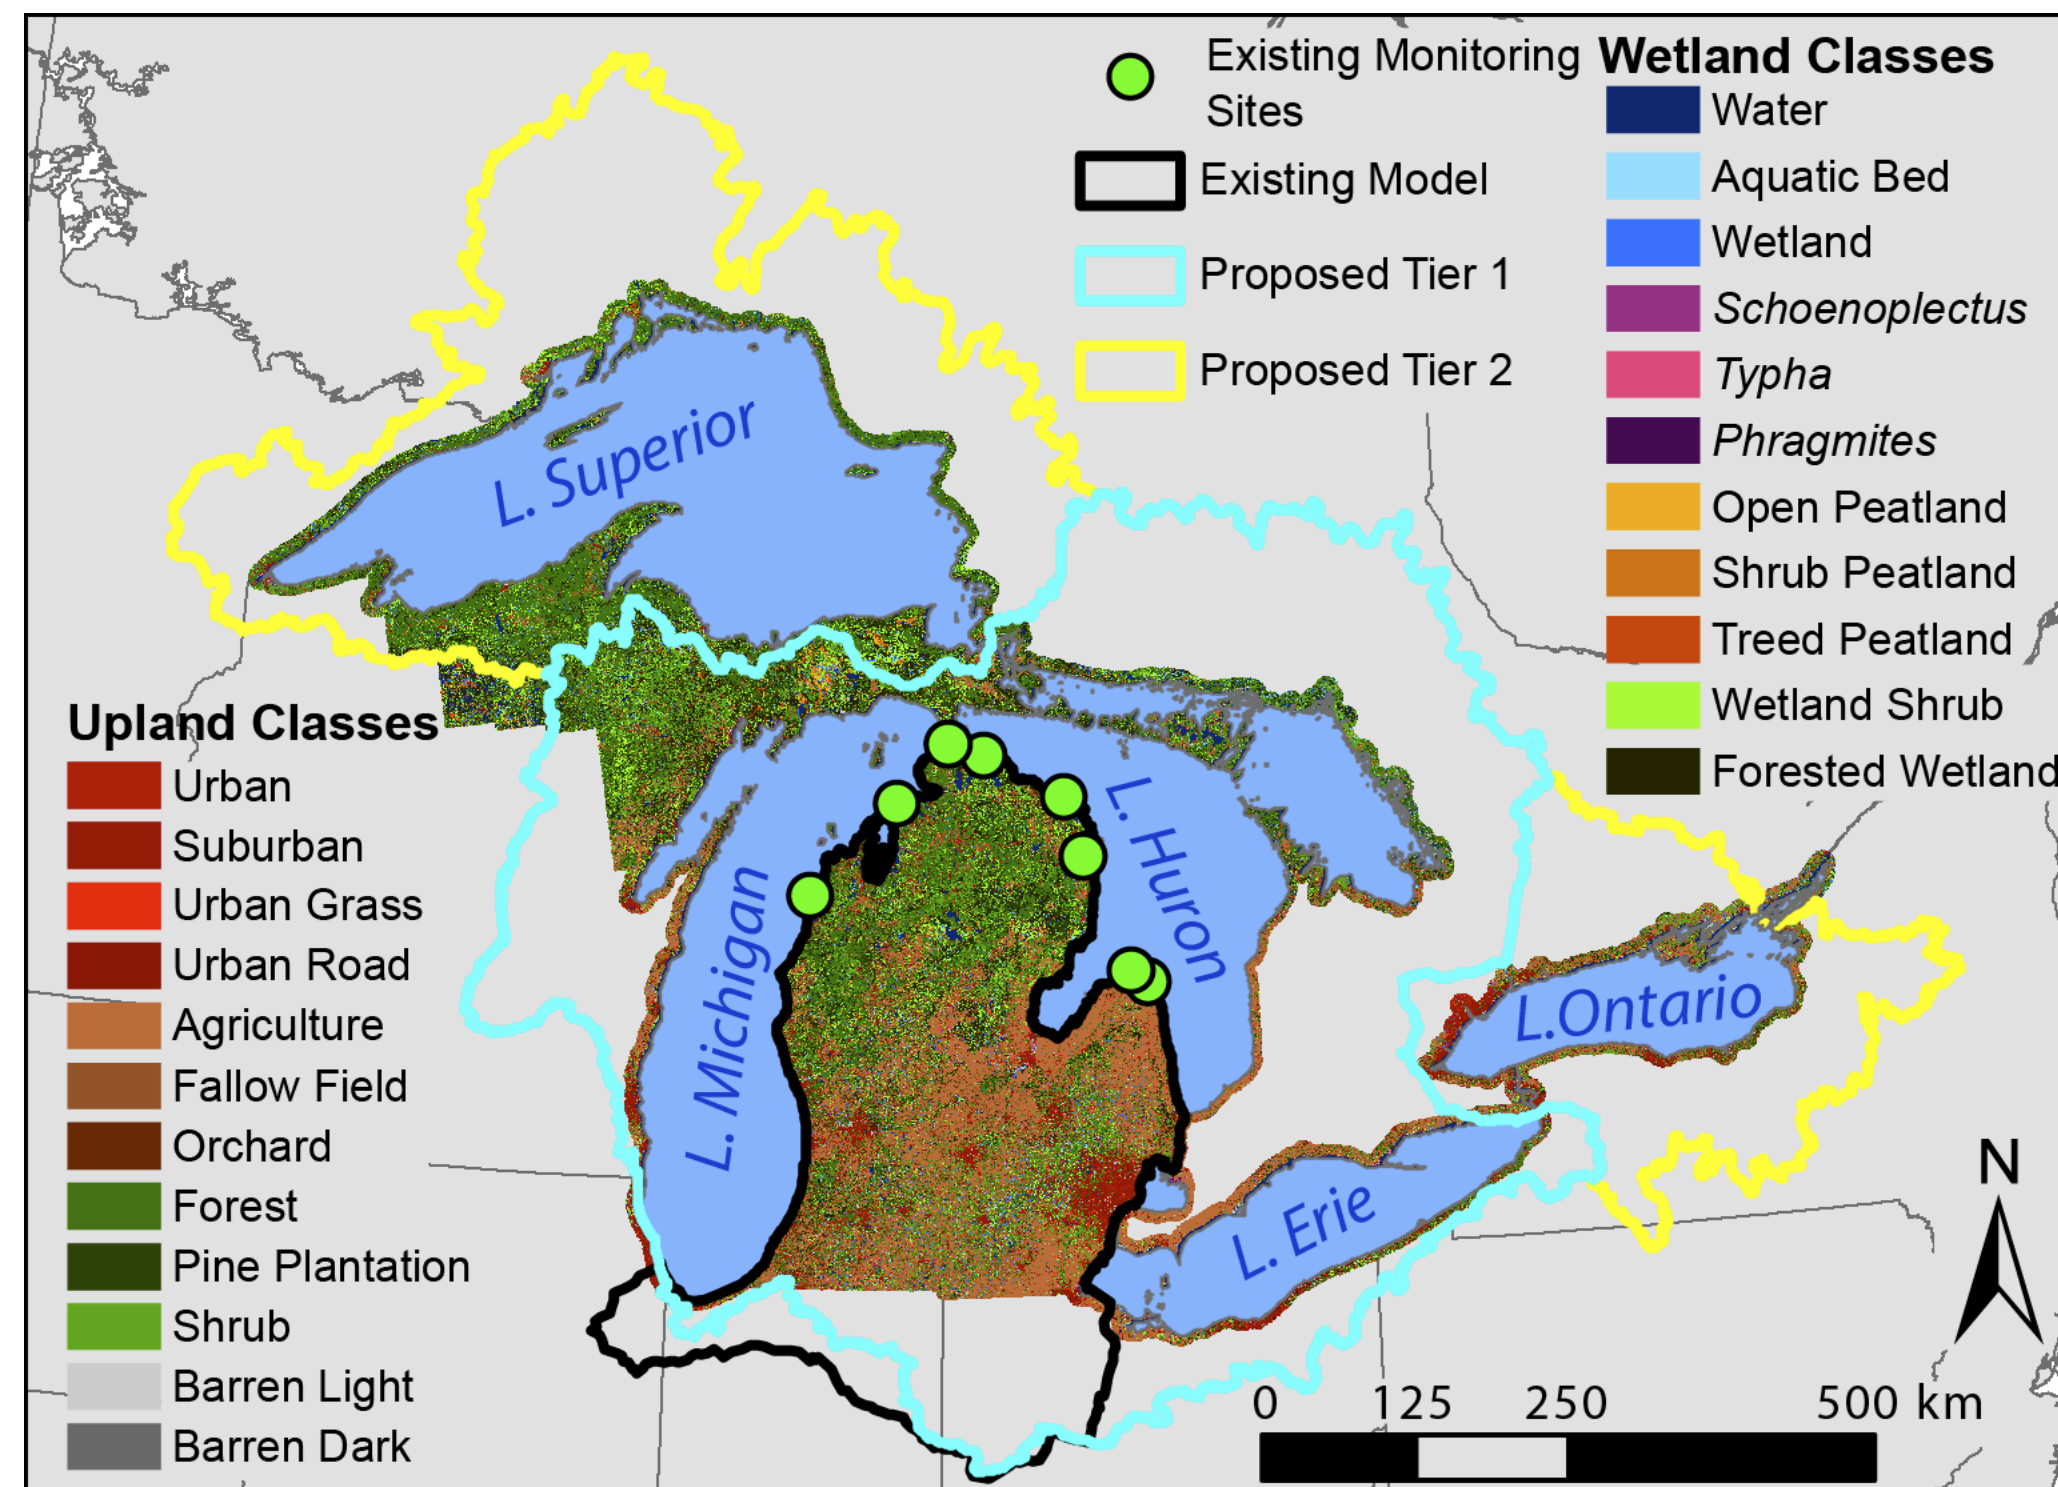 Existing Monitoring
Sites
Existing Model
Proposed Tier 1
Proposed Tier 2
Wetland Classes
Water
Aquatic Bed
Wetland
Schoenoplectus
Typha
Phragmites
Open Peatland
Shrub Peatland
Treed Peatland
Wetland Shrub
Forested Wetland
L. Superior
L. Michigan
L. Huron
L.Ontario
L. Erie
Upland Classes
Urban
Suburban
Urban Grass
Urban Road
Agriculture
Fallow Field
Orchard
Forest
Pine Plantation
Shrub
Barren Light
Barren Dark
N
0 125 250 500 km